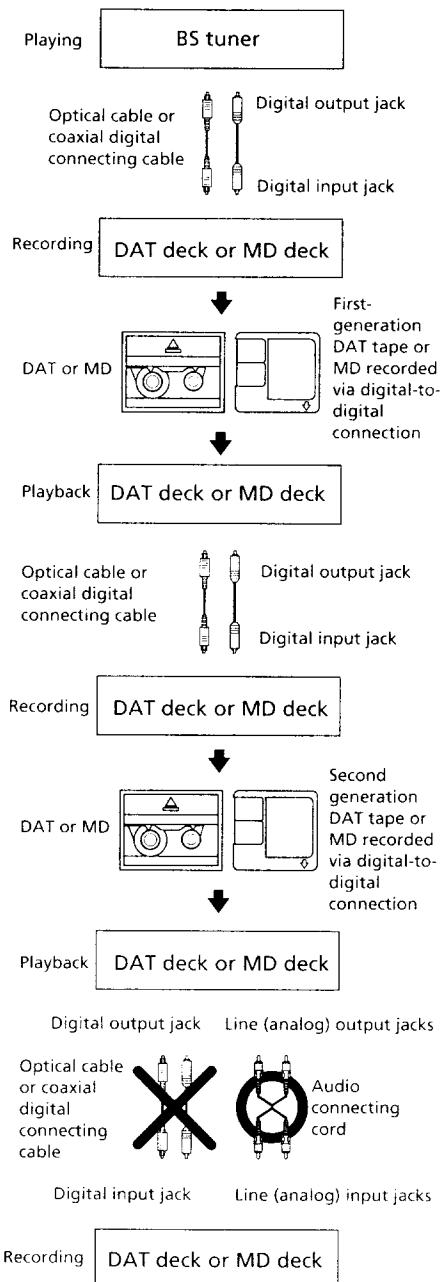 Playing
BS tuner
Optical cable or
coaxial digital
connecting cable
Digital output jack
Digital input jack
Recording
DAT deck or MD deck
DAT or MD
First-
generation
DAT tape or
MD recorded
via digital-to-
digital
connection
Playback
DAT deck or MD deck
Optical cable or
coaxial digital
connecting cable
Digital output jack
Digital input jack
Recording
DAT deck or MD deck
DAT or MD
Second
generation
DAT tape or
MD recorded
via digital-to-
digital
connection
Playback
DAT deck or MD deck
Digital output jack
Line (analog) output jacks
Optical cable
or coaxial
digital
connecting
cable
Audio
connecting
cord
Digital input jack
Line (analog) input jacks
Recording
DAT deck or MD deck